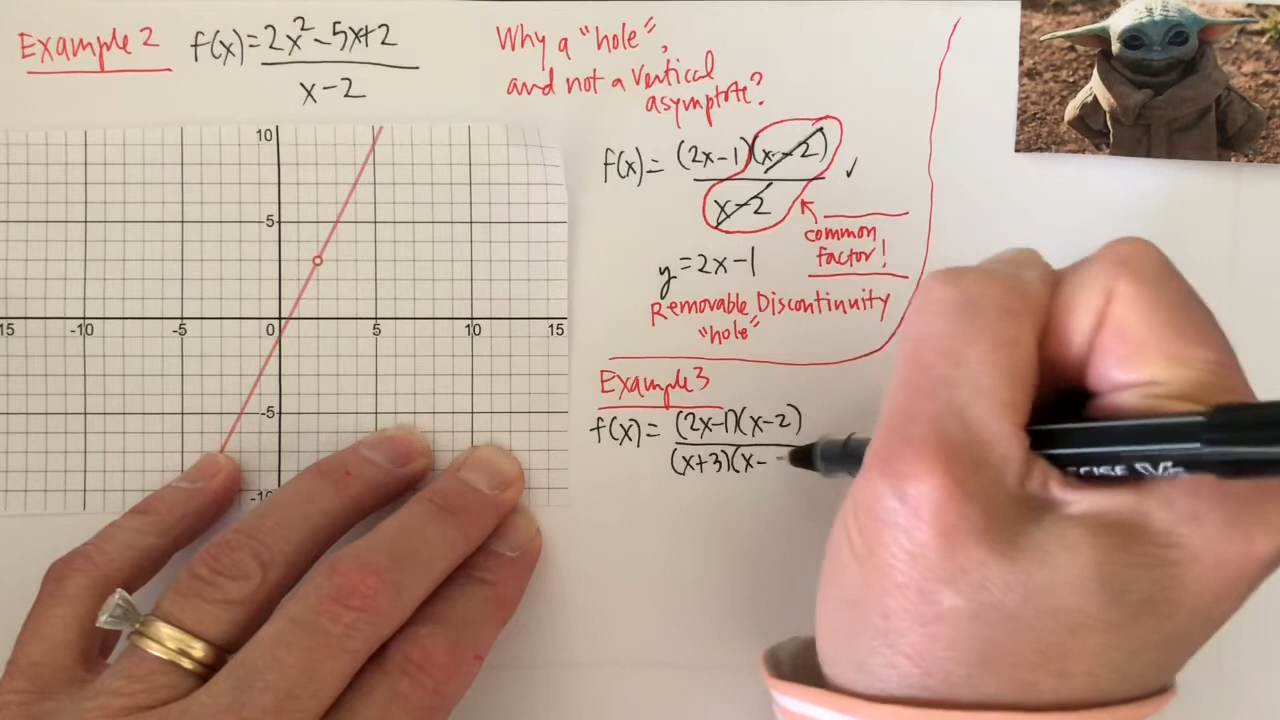 Example 2
f(x)=2x²-5x+2
x-2
Why a "hole",
and not a vertical
asymptote?
f(x)=(2x-1)(x-2)
x-2
common
factor!
y=2x-1
Removable Discontinuity
"hole"
10
5
-15 -10 -5 0 5 10 15
-5
-10
Example 3
f(x)=(2x-1)(x-2)
(x+3)(x-